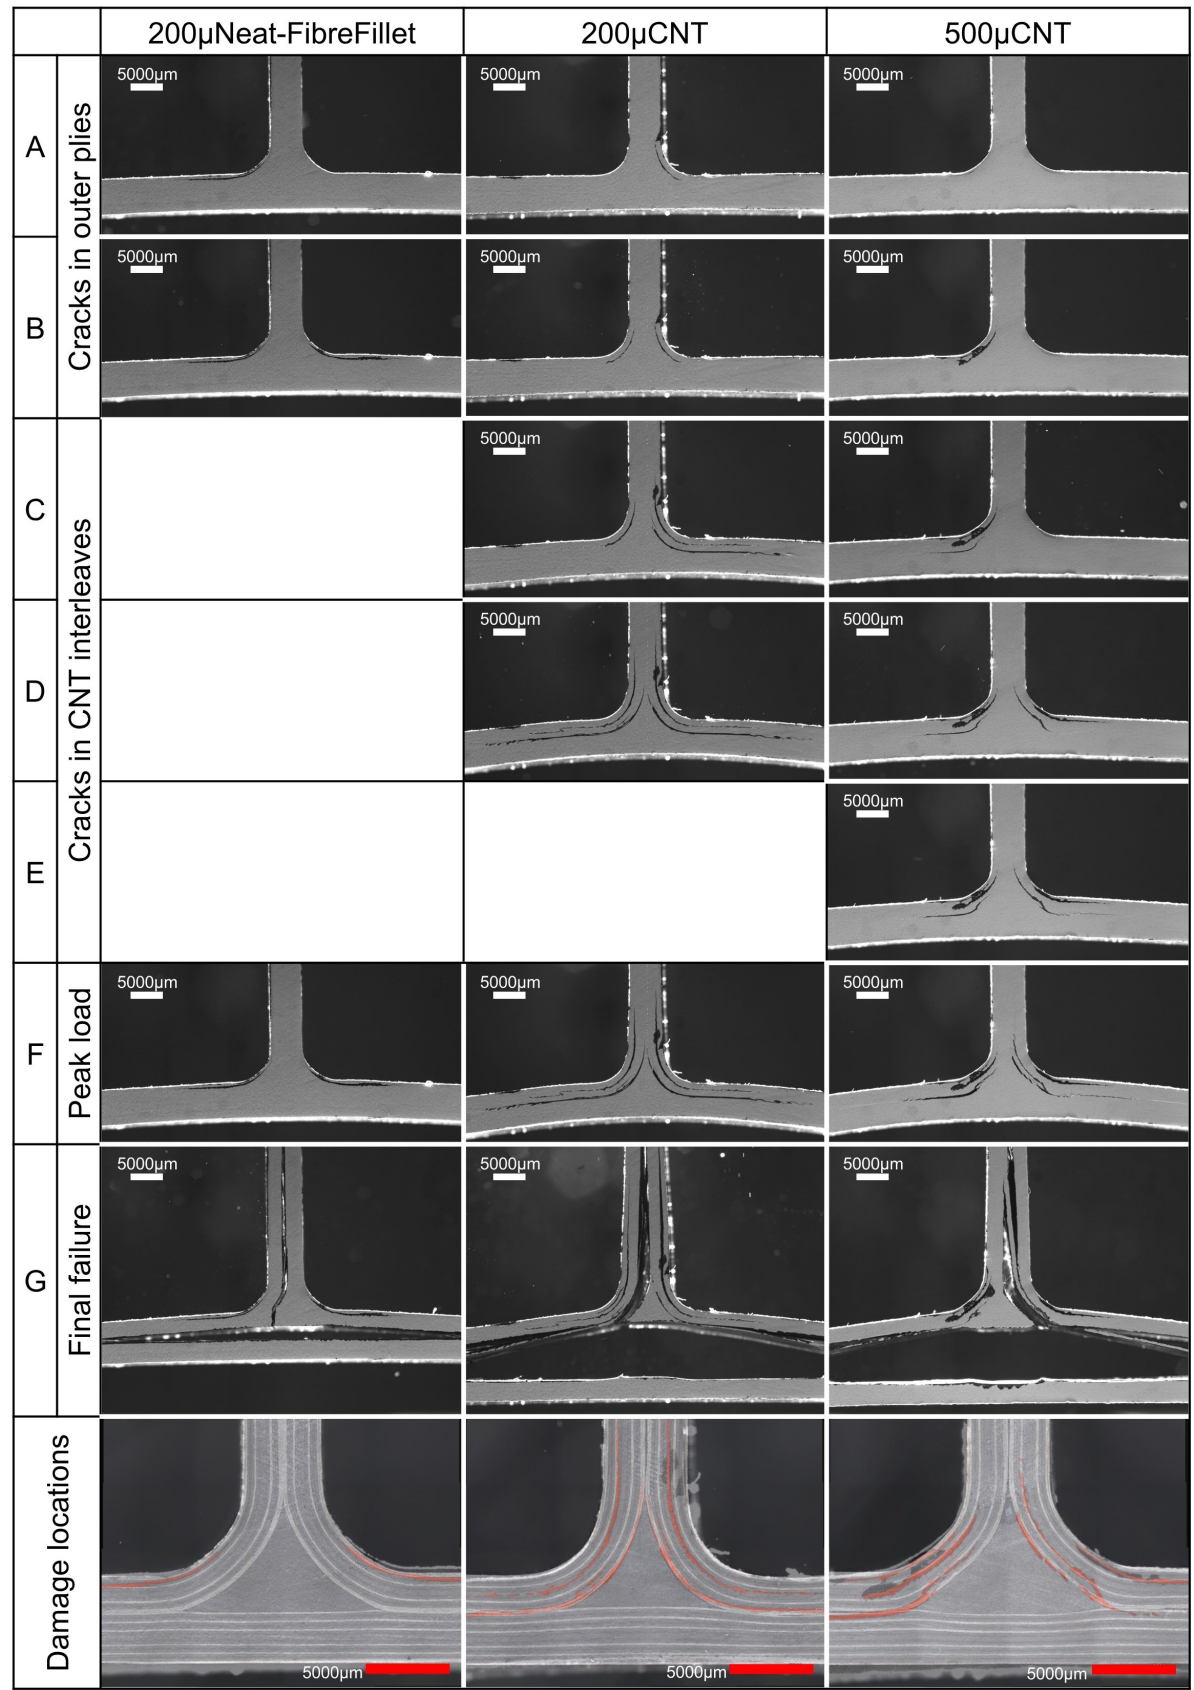 200µNeat-FibreFillet
200µCNT
500µCNT
A
Cracks in outer plies
5000µm
5000µm
5000µm
B
5000µm
5000µm
5000µm
C
Cracks in CNT interleaves
5000µm
5000µm
D
5000µm
5000µm
E
5000µm
F
Peak load
5000µm
5000µm
5000µm
G
Final failure
5000µm
5000µm
5000µm
Damage locations
5000µm
5000µm
5000µm